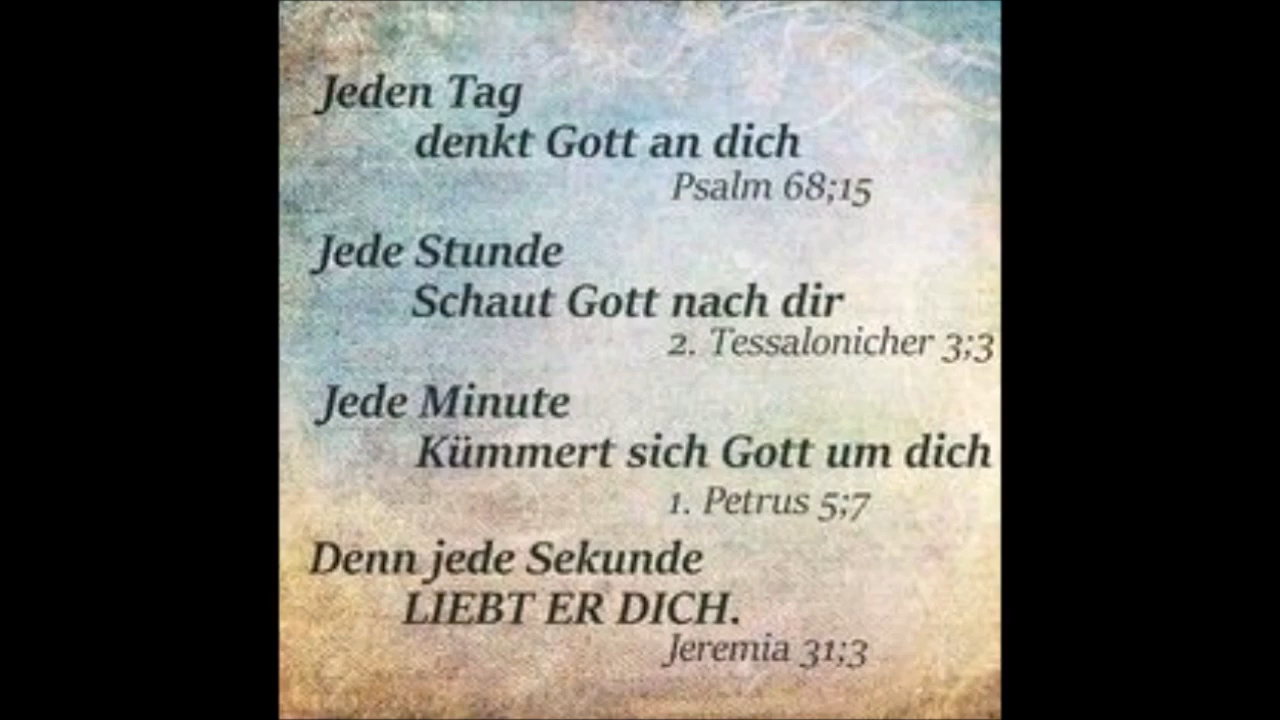 Jeden Tag
denkt Gott an dich
Psalm 68;15
Jede Stunde
Schaut Gott nach dir
2. Tessalonicher 3;3
Jede Minute
Kümmert sich Gott um dich
1. Petrus 5;7
Denn jede Sekunde
LIEBT ER DICH.
Jeremia 31;3